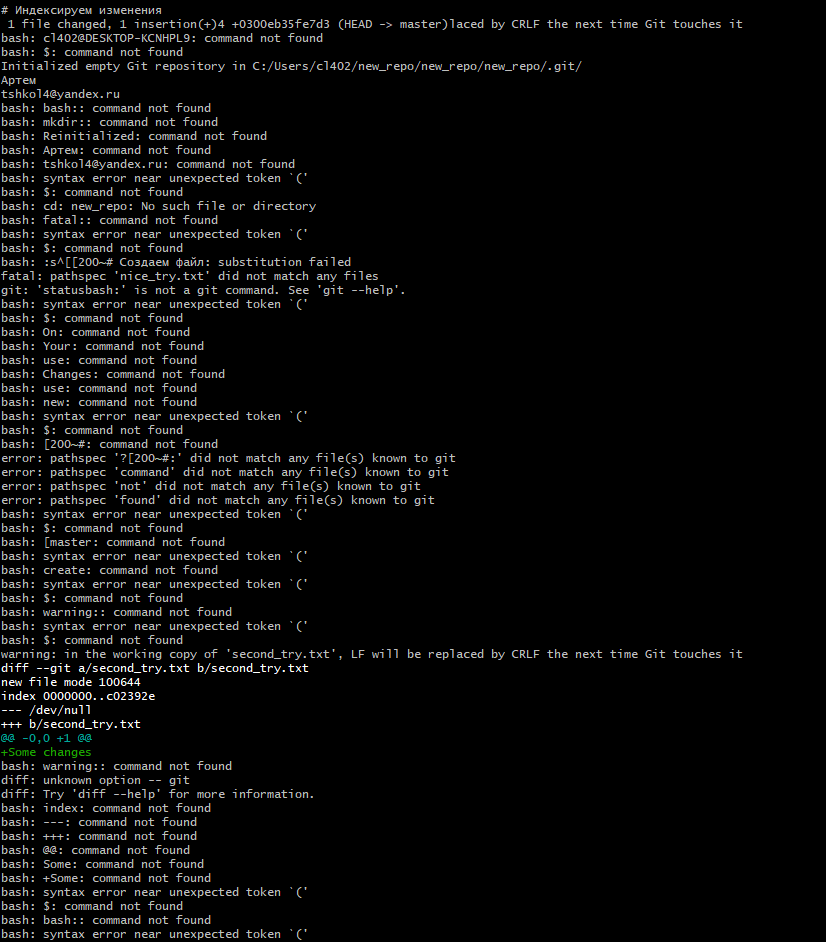 # Индексируем изменения
 1 file changed, 1 insertion(+)4 +0300eb35fe7d3 (HEAD -> master)laced by CRLF the next time Git touches it
bash: cl402@DESKTOP-KCNHPL9: command not found
bash: $: command not found
Initialized empty Git repository in C:/Users/cl402/new_repo/new_repo/new_repo/.git/
Артем
tshkol4@yandex.ru
bash: bash:: command not found
bash: mkdir:: command not found
bash: Reinitialized: command not found
bash: Артем: command not found
bash: tshkol4@yandex.ru: command not found
bash: syntax error near unexpected token `('
bash: $: command not found
bash: cd: new_repo: No such file or directory
bash: fatal:: command not found
bash: syntax error near unexpected token `('
bash: $: command not found
bash: :s^[[200~# Создаем файл: substitution failed
fatal: pathspec 'nice_try.txt' did not match any files
git: 'statusbash:' is not a git command. See 'git --help'.
bash: syntax error near unexpected token `('
bash: $: command not found
bash: On: command not found
bash: Your: command not found
bash: use: command not found
bash: Changes: command not found
bash: use: command not found
bash: new: command not found
bash: syntax error near unexpected token `('
bash: $: command not found
bash: [200~#: command not found
error: pathspec '?[200~#:' did not match any file(s) known to git
error: pathspec 'command' did not match any file(s) known to git
error: pathspec 'not' did not match any file(s) known to git
error: pathspec 'found' did not match any file(s) known to git
bash: syntax error near unexpected token `('
bash: $: command not found
bash: [master: command not found
bash: syntax error near unexpected token `('
bash: create: command not found
bash: syntax error near unexpected token `('
bash: $: command not found
bash: warning:: command not found
bash: syntax error near unexpected token `('
bash: $: command not found
warning: in the working copy of 'second_try.txt', LF will be replaced by CRLF the next time Git touches it
diff --git a/second_try.txt b/second_try.txt
new file mode 100644
index 0000000..c02392e
--- /dev/null
+++ b/second_try.txt
@@ -0,0 +1 @@
+Some changes
bash: warning:: command not found
diff: unknown option -- git
diff: Try 'diff --help' for more information.
bash: index: command not found
bash: ---: command not found
bash: +++: command not found
bash: @@: command not found
bash: Some: command not found
bash: +Some: command not found
bash: syntax error near unexpected token `('
bash: $: command not found
bash: bash:: command not found
bash: syntax error near unexpected token `('